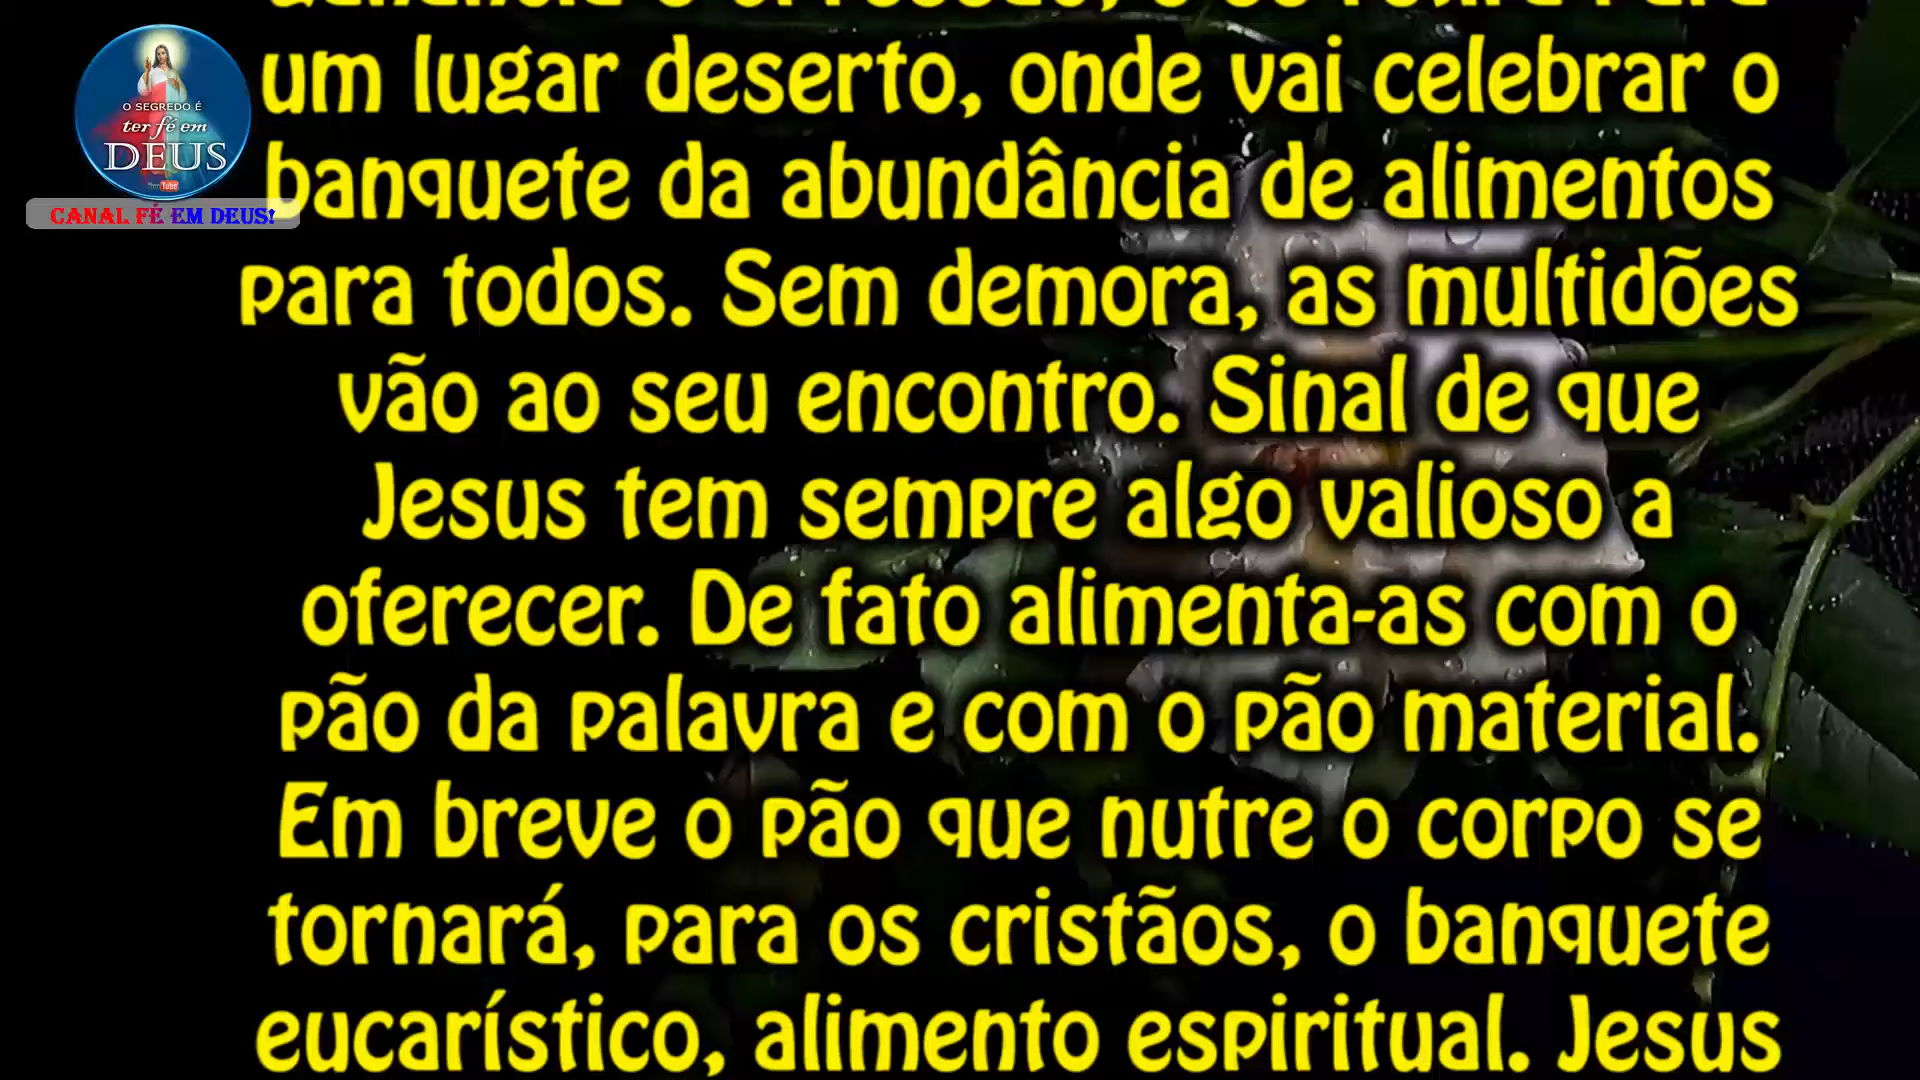 O SEGREDO É
ter fé em
DEUS
CANAL FÉ EM DEUS!
um lugar deserto, onde vai celebrar o
banquete da abundância de alimentos
para todos. Sem demora, as multidões
vão ao seu encontro. Sinal de que
Jesus tem sempre algo valioso a
oferecer. De fato alimenta-as com o
pão da palavra e com o pão material.
Em breve o pão que nutre o corpo se
tornará, para os cristãos, o banquete
eucarístico, alimento espiritual. Jesus